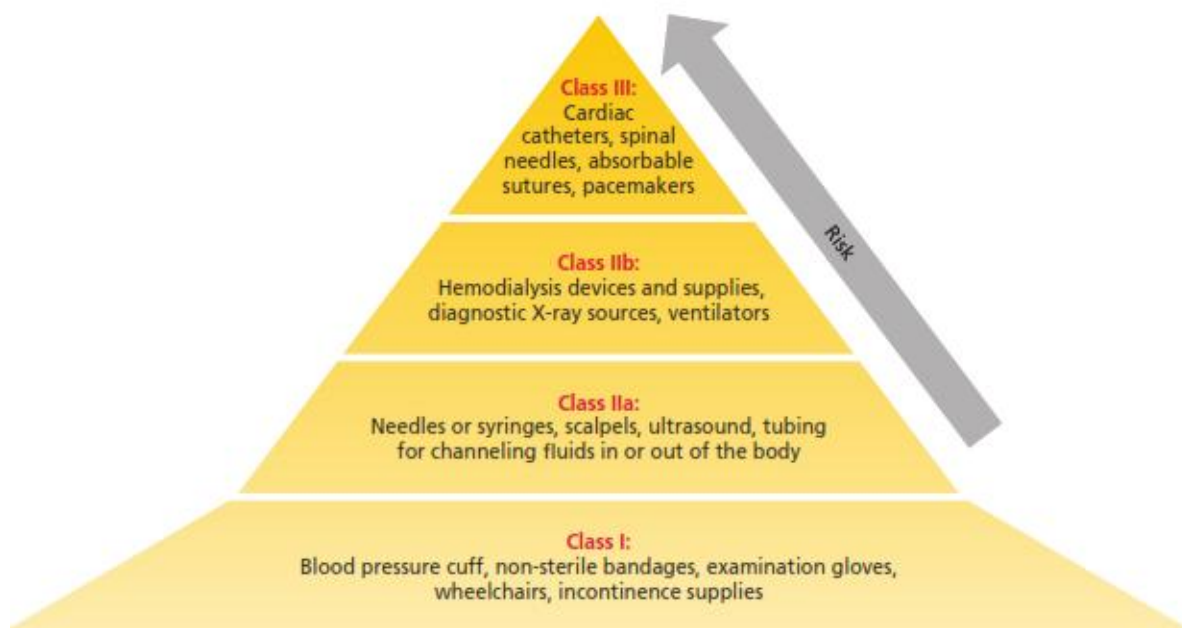 Class III:
Cardiac
catheters, spinal
needles, absorbable
sutures, pacemakers
Risk
Class IIb:
Hemodialysis devices and supplies,
diagnostic X-ray sources, ventilators
Class IIa:
Needles or syringes, scalpels, ultrasound, tubing
for channeling fluids in or out of the body
Class I:
Blood pressure cuff, non-sterile bandages, examination gloves,
wheelchairs, incontinence supplies